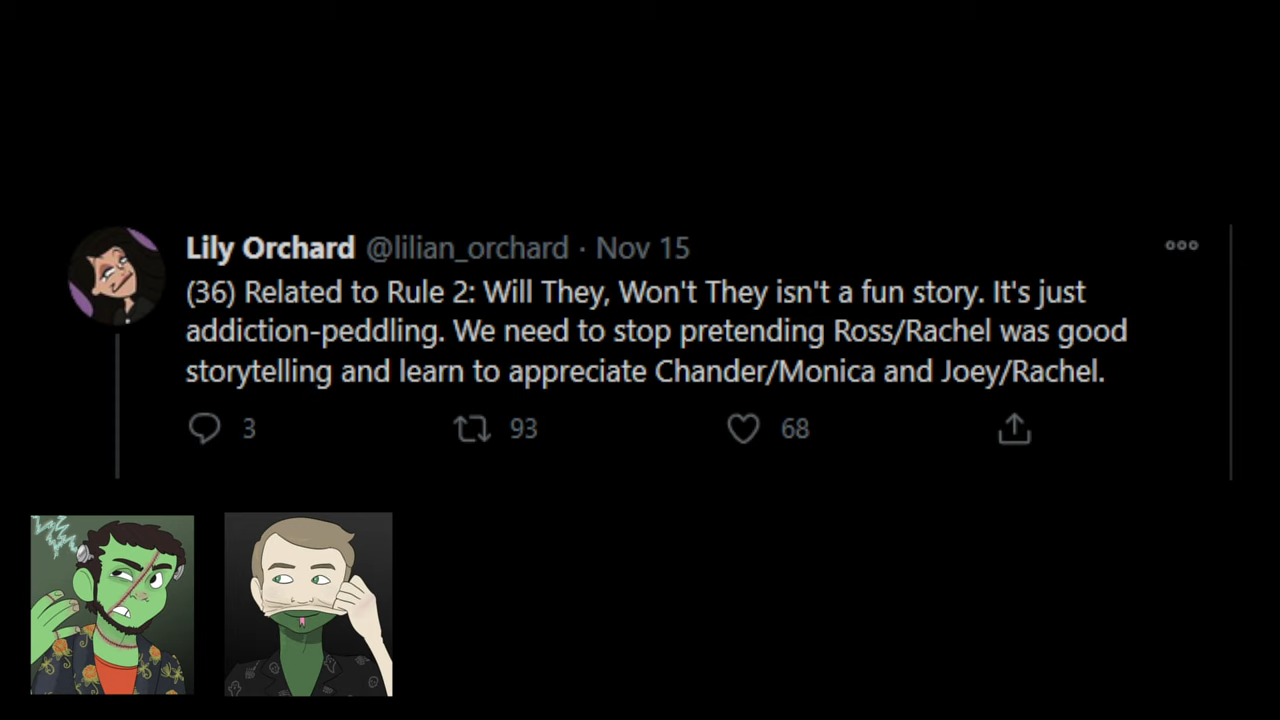 Lily Orchard @lilian_orchard · Nov 15
(36) Related to Rule 2: Will They, Won't They isn't a fun story. It's just
addiction-peddling. We need to stop pretending Ross/Rachel was good
storytelling and learn to appreciate Chander/Monica and Joey/Rachel.
3 93 68